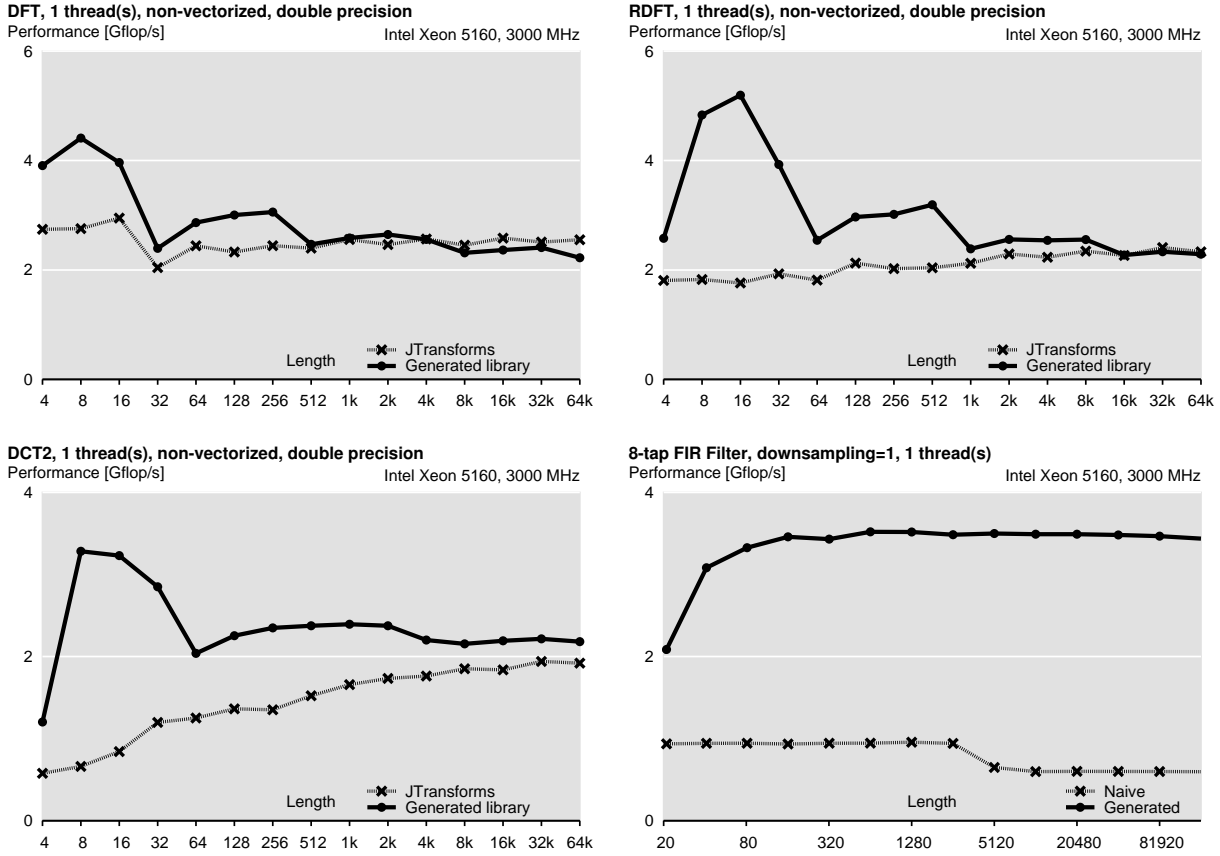 DFT, 1 thread(s), non-vectorized, double precision
Performance [Gflop/s] Intel Xeon 5160, 3000 MHz
6
4
2
0
Length
JTransforms
Generated library
4 8 16 32 64 128 256 512 1k 2k 4k 8k 16k 32k 64k
RDFT, 1 thread(s), non-vectorized, double precision
Performance [Gflop/s] Intel Xeon 5160, 3000 MHz
6
4
2
0
Length
JTransforms
Generated library
4 8 16 32 64 128 256 512 1k 2k 4k 8k 16k 32k 64k
DCT2, 1 thread(s), non-vectorized, double precision
Performance [Gflop/s] Intel Xeon 5160, 3000 MHz
4
2
0
Length
JTransforms
Generated library
4 8 16 32 64 128 256 512 1k 2k 4k 8k 16k 32k 64k
8-tap FIR Filter, downsampling=1, 1 thread(s)
Performance [Gflop/s] Intel Xeon 5160, 3000 MHz
4
2
0
Length
Naive
Generated
20 80 320 1280 5120 20480 81920